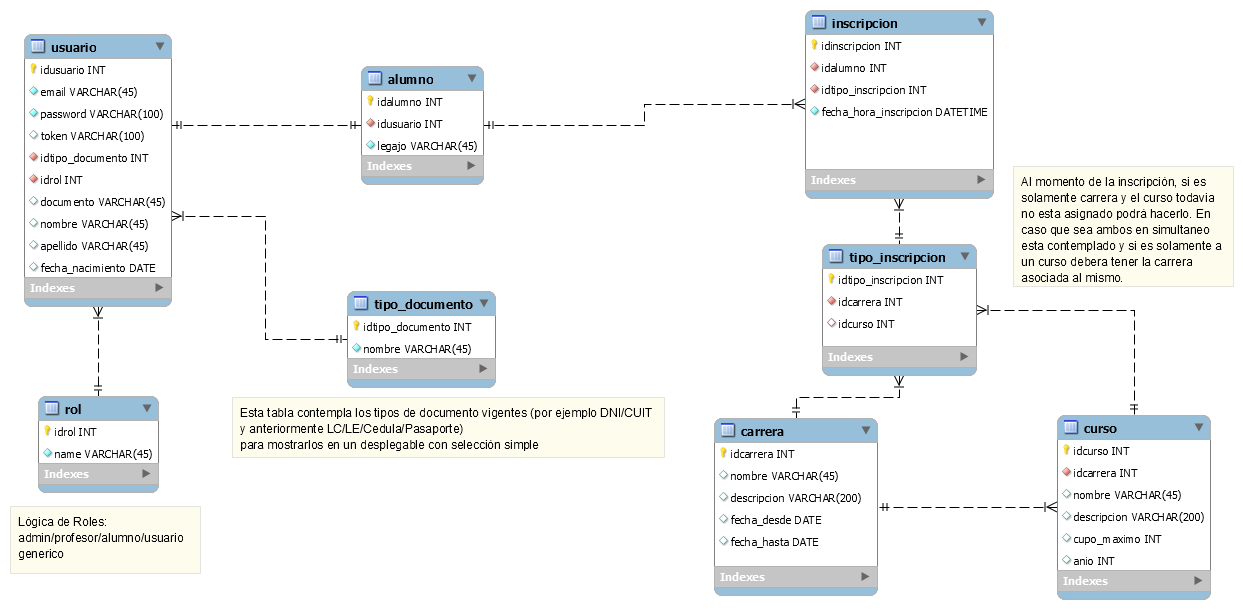 usuario
idusuario INT
email VARCHAR(45)
password VARCHAR(100)
token VARCHAR(100)
idtipo_documento INT
idrol INT
documento VARCHAR(45)
nombre VARCHAR(45)
apellido VARCHAR(45)
fecha_nacimiento DATE
Indexes
alumno
idalumno INT
idusuario INT
legajo VARCHAR(45)
Indexes
inscripcion
idinscripcion INT
idalumno INT
idtipo_inscripcion INT
fecha_hora_inscripcion DATETIME
Indexes
Al momento de la inscripción, si es
solamente carrera y el curso todavia
no esta asignado podrá hacerlo. En
caso que sea ambos en simultaneo
esta contemplado y si es solamente a
un curso debera tener la carrera
asociada al mismo.
tipo_inscripcion
idtipo_inscripcion INT
idcarrera INT
idcurso INT
Indexes
tipo_documento
idtipo_documento INT
nombre VARCHAR(45)
Indexes
Esta tabla contempla los tipos de documento vigentes (por ejemplo DNI/CUIT
y anteriormente LC/LE/Cedula/Pasaporte)
para mostrarlos en un desplegable con selección simple
rol
idrol INT
name VARCHAR(45)
Indexes
Lógica de Roles:
admin/profesor/alumno/usuario
generico
carrera
idcarrera INT
nombre VARCHAR(45)
descripcion VARCHAR(200)
fecha_desde DATE
fecha_hasta DATE
Indexes
curso
idcurso INT
idcarrera INT
nombre VARCHAR(45)
descripcion VARCHAR(200)
cupo_maximo INT
anio INT
Indexes